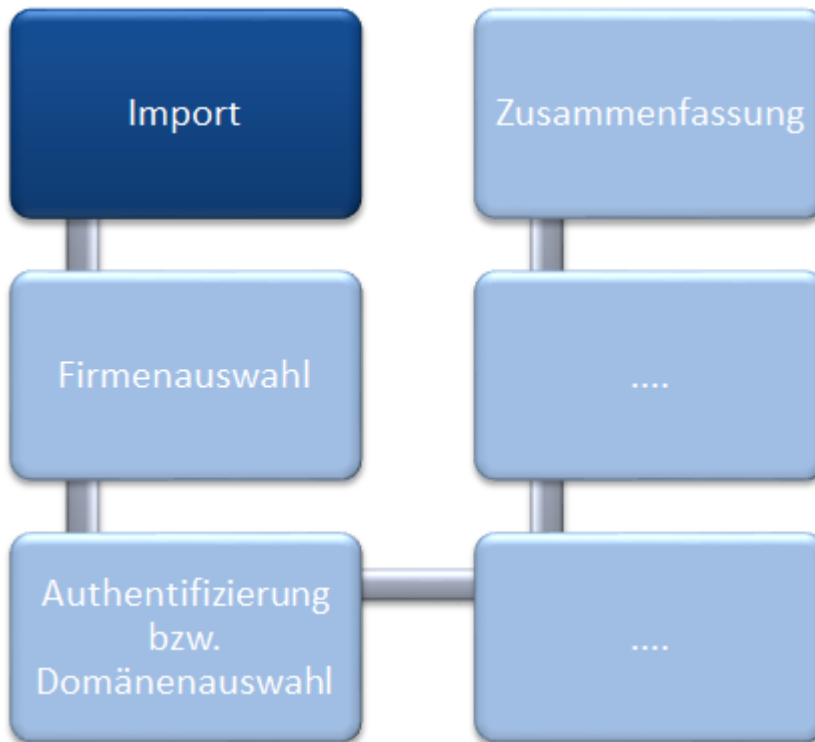 Import
Firmenauswahl
Authentifizierung
bzw.
Domänenauswahl
....
....
Zusammenfassung